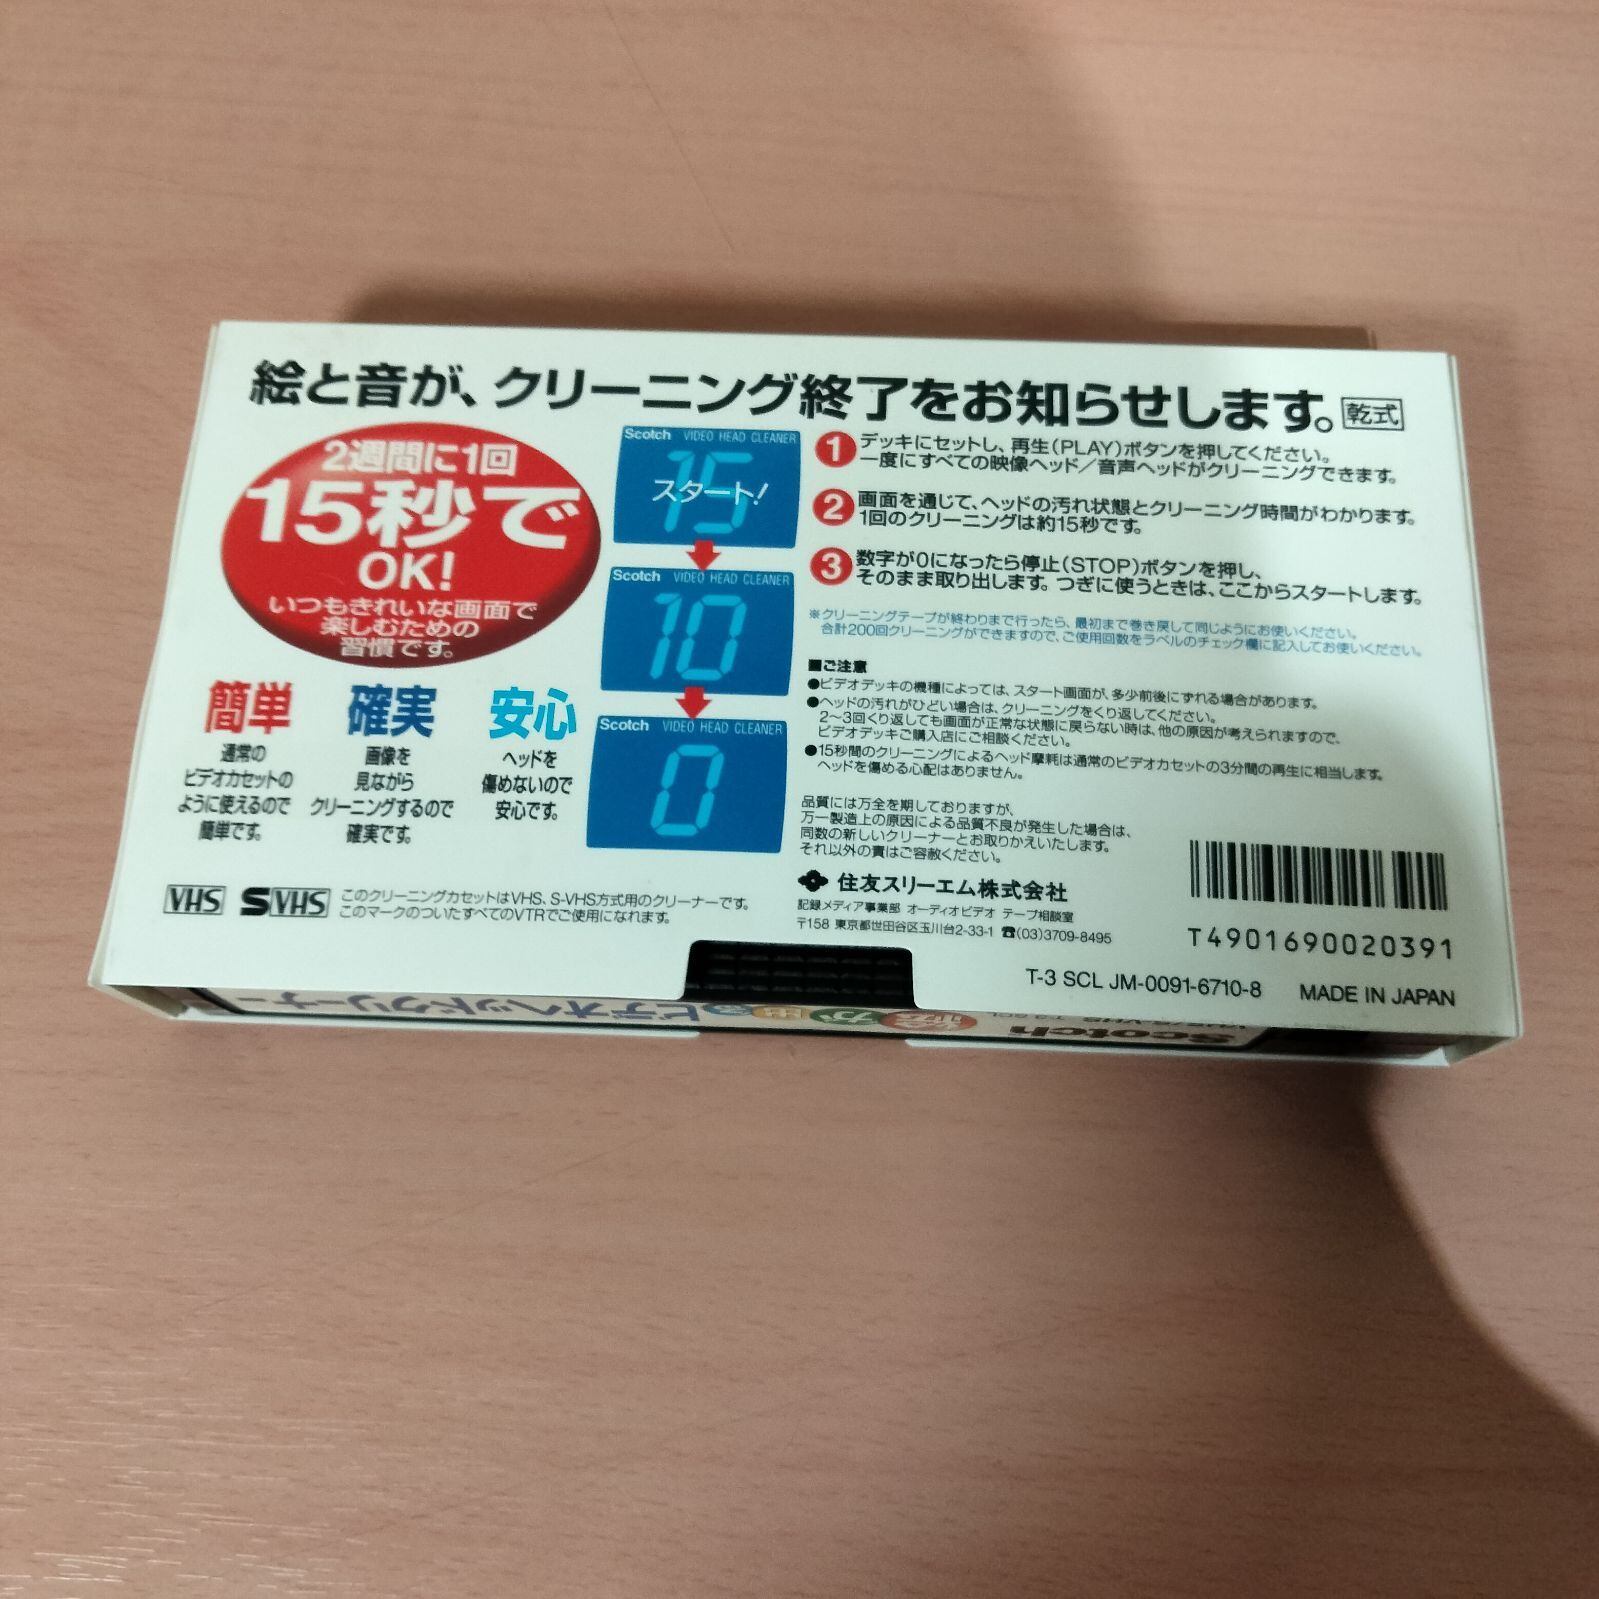 絵と音が、クリーニング終了をお知らせします。乾式
2週間に1回
15秒で
OK!
いつもきれいな画面で
楽しむための
習慣です。
簡単
通常の
ビデオカセットの
ように使えるので
簡単です。
確実
画像を
見ながら
クリーニングするので
確実です。
安心
ヘッドを
傷めないので
安心です。
Scotch VIDEO HEAD CLEANER
15
スタート!
Scotch VIDEO HEAD CLEANER
10
Scotch VIDEO HEAD CLEANER
0
1 デッキにセットし、再生(PLAY)ボタンを押してください。
一度にすべての映像ヘッド/音声ヘッドがクリーニングできます。
2 画面を通じて、ヘッドの汚れ状態とクリーニング時間がわかります。
1回のクリーニングは約15秒です。
3 数字が0になったら停止(STOP)ボタンを押し、
そのまま取り出します。つぎに使うときは、ここからスタートします。
※クリーニングテープが終わりまで行ったら、最初まで巻き戻して同じようにお使いください。
合計200回クリーニングができますので、ご使用回数をラベルのチェック欄に記入してお使いください。
■ご注意
●ビデオデッキの機種によっては、スタート画面が、多少前後にずれる場合があります。
●ヘッドの汚れがひどい場合は、クリーニングをくり返してください。
2〜3回くり返しても画面が正常な状態に戻らない時は、他の原因が考えられますので、
ビデオデッキご購入店にご相談ください。
●15秒間のクリーニングによるヘッド摩耗は通常のビデオカセットの3分間の再生に相当します。
ヘッドを傷める心配はありません。
品質には万全を期しておりますが、
万一製造上の原因による品質不良が発生した場合は、
同数の新しいクリーナーとお取りかえいたします。
それ以外の責はご容赦ください。
住友スリーエム株式会社
記録メディア事業部 オーディオビデオ テープ相談室
〒158 東京都世田谷区玉川台2-33-1 ☎(03)3709-8495
VHS S VHS
このクリーニングカセットはVHS、S-VHS方式用のクリーナーです。
このマークのついたすべてのVTRでご使用になれます。
T4901690020391
T-3 SCL JM-0091-6710-8 MADE IN JAPAN
Scotch
絵が出るビデオヘッドクリーナー